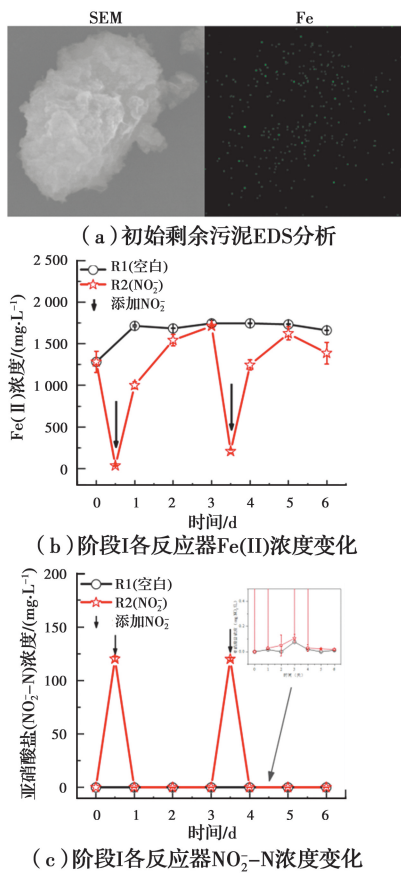 SEM Fe
(a)初始剩余污泥EDS分析
2 500
2 000
1 500
1 000
500
0
Fe(Ⅱ)浓度/(mg·L⁻¹)
R1(空白)
R2(NO₂⁻)
添加NO₂⁻
0 1 2 3 4 5 6
时间/d
(b)阶段I各反应器Fe(II)浓度变化
200
150
100
50
0
亚硝酸盐(NO₂⁻-N)浓度/(mg·L⁻¹)
R1(空白)
R2(NO₂⁻)
添加NO₂⁻
0 1 2 3 4 5 6
时间/d
(c)阶段I各反应器NO₂⁻-N浓度变化